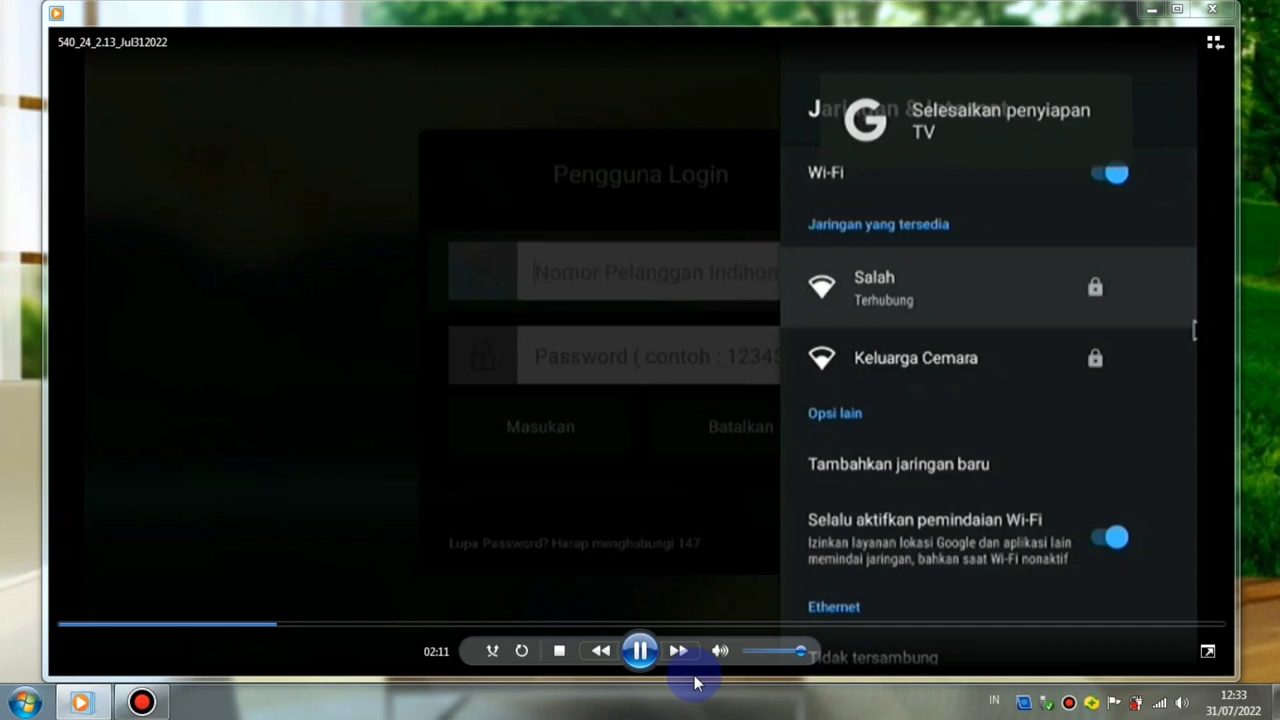 540_24_2.13_Jul312022
Jaringan & Internet
Selesaikan penyiapan
TV
Pengguna Login
Wi-Fi
Jaringan yang tersedia
Nomor Pelanggan Indihom
Salah
Terhubung
Password ( contoh : 12345
Keluarga Cemara
Opsi lain
Masukan
Batalkan
Tambahkan jaringan baru
Selalu aktifkan pemindaian Wi-Fi
Izinkan layanan lokasi Google dan aplikasi lain
memindai jaringan, bahkan saat Wi-Fi nonaktif
Lupa Password? Harap menghubungi 147
Ethernet
Tidak tersambung
02:11
IN
12:33
31/07/2022